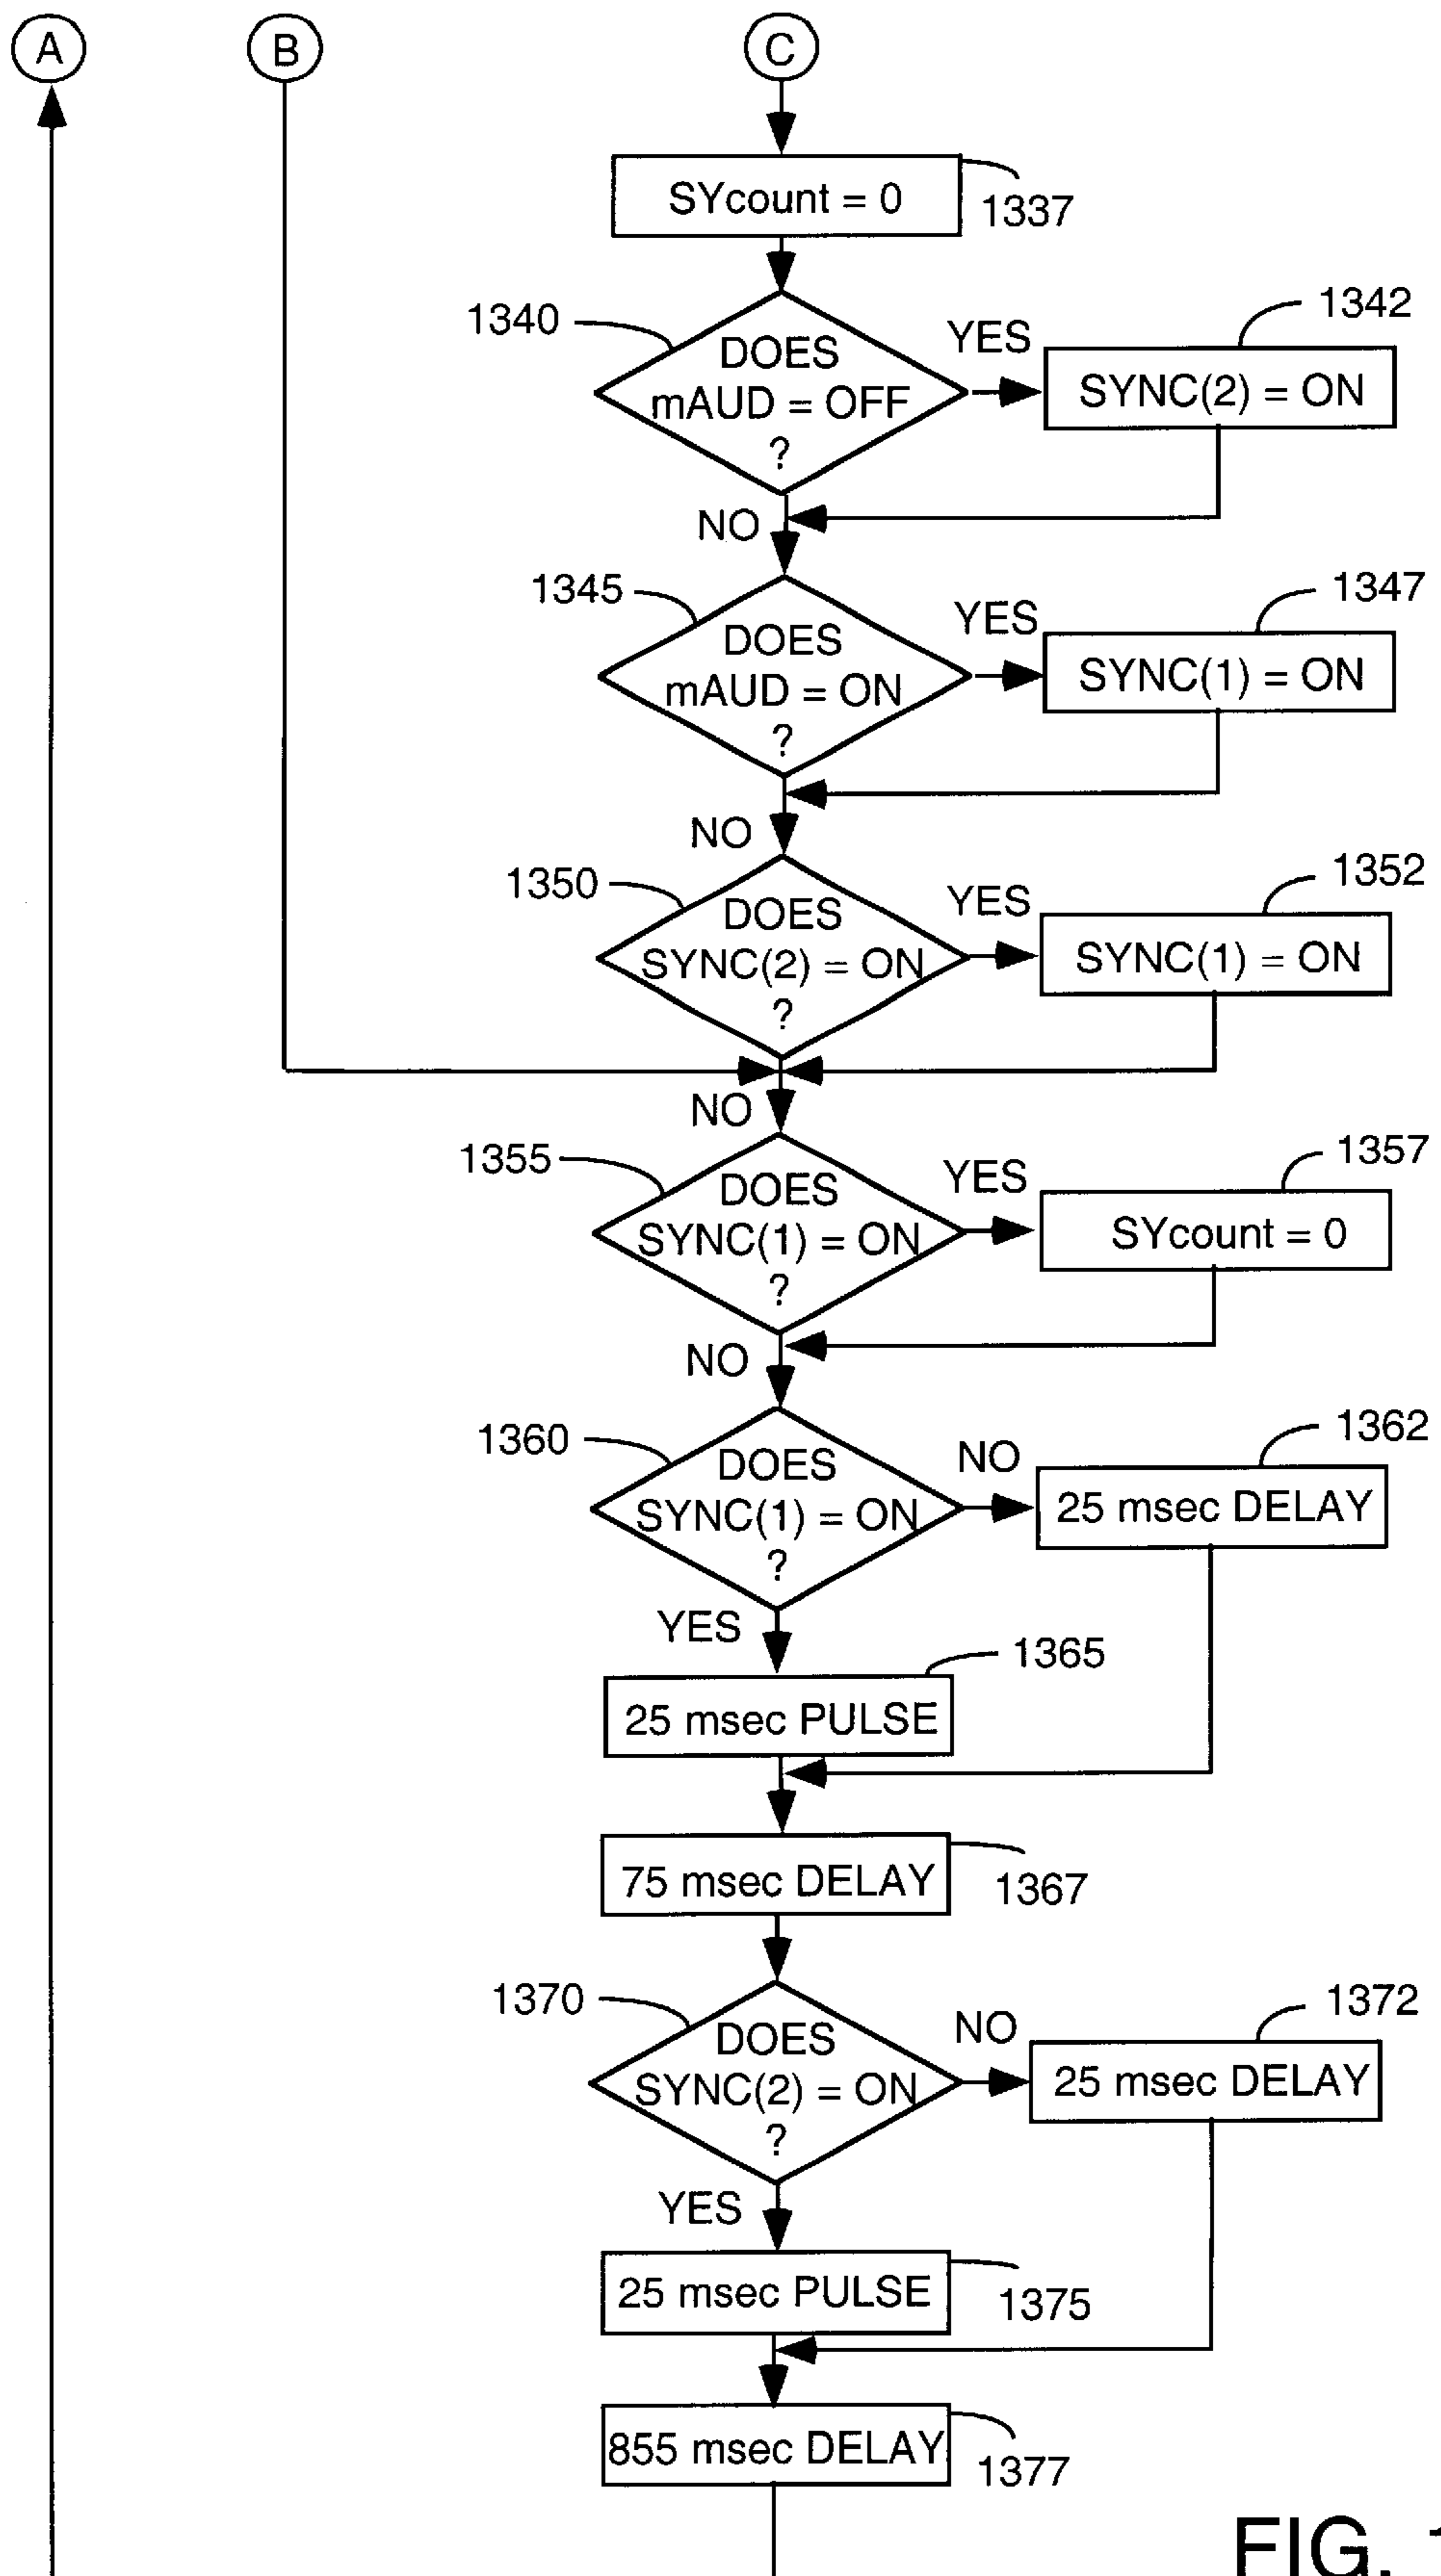 A
B
C
SYcount = 0
1337
1340
DOES
mAUD = OFF
?
YES
1342
SYNC(2) = ON
NO
1345
DOES
mAUD = ON
?
YES
1347
SYNC(1) = ON
NO
1350
DOES
SYNC(2) = ON
?
YES
1352
SYNC(1) = ON
NO
1355
DOES
SYNC(1) = ON
?
YES
1357
SYcount = 0
NO
1360
DOES
SYNC(1) = ON
?
NO
1362
25 msec DELAY
YES
1365
25 msec PULSE
75 msec DELAY
1367
1370
DOES
SYNC(2) = ON
?
NO
1372
25 msec DELAY
YES
25 msec PULSE
1375
855 msec DELAY
1377
FIG.